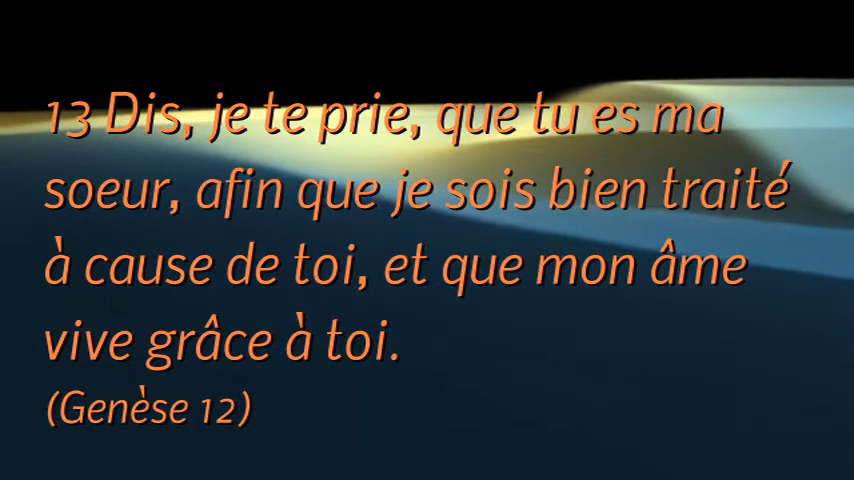 13 Dis, je te prie, que tu es ma
soeur, afin que je sois bien traité
à cause de toi, et que mon âme
vive grâce à toi.
(Genèse 12)